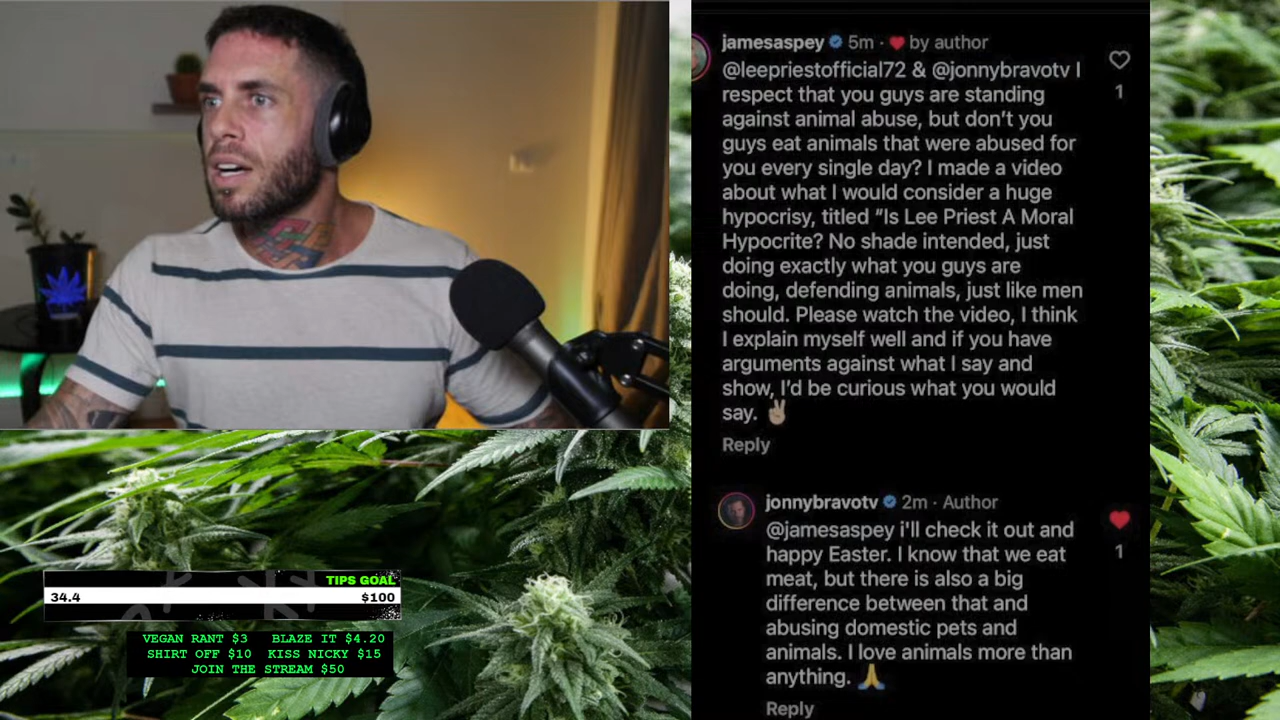 jamesaspey 5m · ❤️ by author
@leepriestofficial72 & @jonnybravotv I
respect that you guys are standing
against animal abuse, but don’t you
guys eat animals that were abused for
you every single day? I made a video
about what I would consider a huge
hypocrisy, titled “Is Lee Priest A Moral
Hypocrite? No shade intended, just
doing exactly what you guys are
doing, defending animals, just like men
should. Please watch the video, I think
I explain myself well and if you have
arguments against what I say and
show, I’d be curious what you would
say. ✌🏼
1
Reply
jonnybravotv 2m · Author
@jamesaspey i'll check it out and
happy Easter. I know that we eat
meat, but there is also a big
difference between that and
abusing domestic pets and
animals. I love animals more than
anything. 🙏
1
Reply
TIPS GOAL
34.4 $100
VEGAN RANT $3 BLAZE IT $4.20
SHIRT OFF $10 KISS NICKY $15
JOIN THE STREAM $50